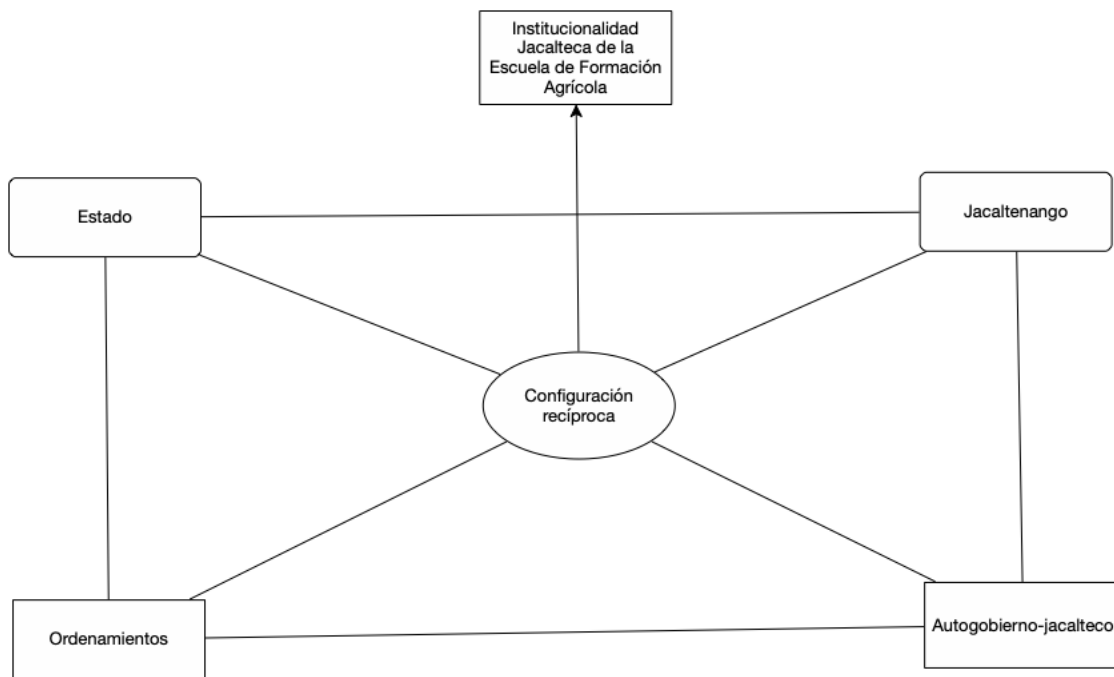 Institucionalidad
Jacalteca de la
Escuela de Formación
Agrícola
Estado
Jacaltenango
Configuración
recíproca
Ordenamientos
Autogobierno-jacalteco